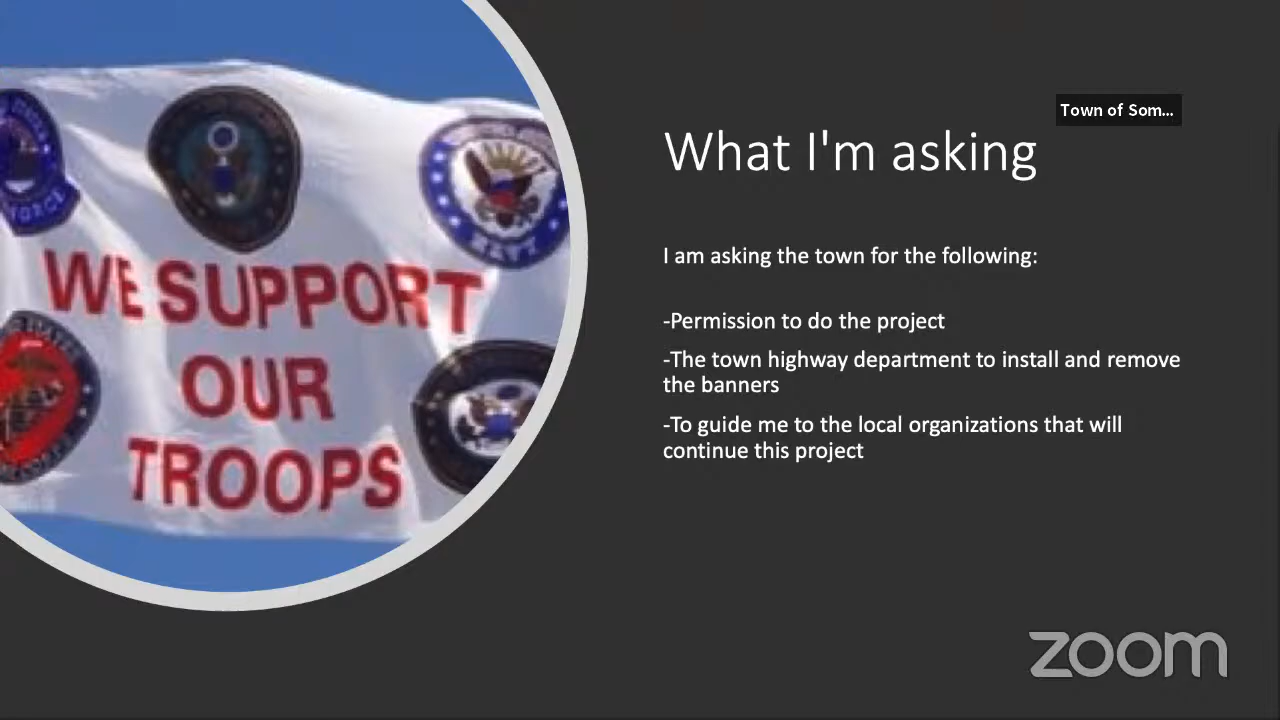 Town of Som...
What I'm asking
I am asking the town for the following:
-Permission to do the project
-The town highway department to install and remove
the banners
-To guide me to the local organizations that will
continue this project
WE SUPPORT
OUR
TROOPS
NAVY
zoom